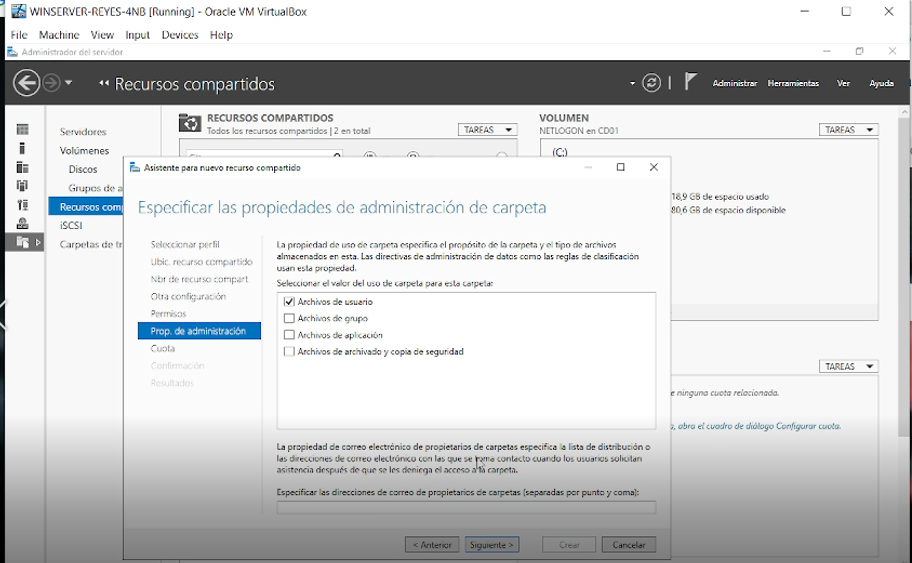 WINSERVER-REYES-4NB [Running] - Oracle VM VirtualBox
File Machine View Input Devices Help
Administrador del servidor
Recursos compartidos
Administrar Herramientas Ver Ayuda
Servidores
Volúmenes
Discos
Grupos de a
Recursos com
iSCSI
Carpetas de tr
RECURSOS COMPARTIDOS
Todos los recursos compartidos | 2 en total
TAREAS
VOLUMEN
NETLOGON en CD01
TAREAS
(C:)
18,9 GB de espacio usado
80,6 GB de espacio disponible
TAREAS
e ninguna cuota relacionada.
, abra el cuadro de diálogo Configurar cuota.
Asistente para nuevo recurso compartido
Especificar las propiedades de administración de carpeta
Seleccionar perfil
Ubic. recurso compartido
Nbr de recurso compart.
Otra configuración
Permisos
Prop. de administración
Cuota
Confirmación
Resultados
La propiedad de uso de carpeta especifica el propósito de la carpeta y el tipo de archivos
almacenados en esta. Las directivas de administración de datos como las reglas de clasificación
usan esta propiedad.
Seleccionar el valor del uso de carpeta para esta carpeta:
Archivos de usuario
Archivos de grupo
Archivos de aplicación
Archivos de archivado y copia de seguridad
La propiedad de correo electrónico de propietarios de carpetas especifica la lista de distribución o
las direcciones de correo electrónico con las que se toma contacto cuando los usuarios solicitan
asistencia después de que se les deniega el acceso a la carpeta.
Especificar las direcciones de correo de propietarios de carpetas (separadas por punto y coma):
< Anterior Siguiente > Crear Cancelar